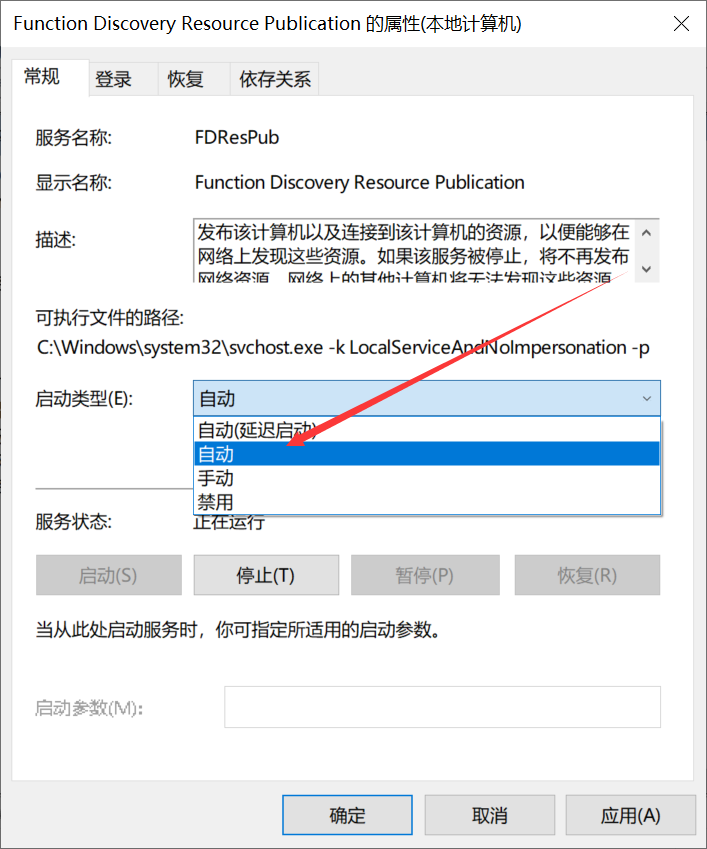 Function Discovery Resource Publication 的属性(本地计算机)
常规 登录 恢复 依存关系
服务名称: FDResPub
显示名称: Function Discovery Resource Publication
描述:
发布该计算机以及连接到该计算机的资源，以便能够在
网络上发现这些资源。如果该服务被停止，将不再发布
网络资源，网络上的其他计算机将无法发现这些资源
可执行文件的路径:
C:\Windows\system32\svchost.exe -k LocalServiceAndNoImpersonation -p
启动类型(E): 自动
自动(延迟启动)
自动
手动
禁用
服务状态: 正在运行
启动(S) 停止(T) 暂停(P) 恢复(R)
当从此处启动服务时，你可指定所适用的启动参数。
启动参数(M):
确定 取消 应用(A)